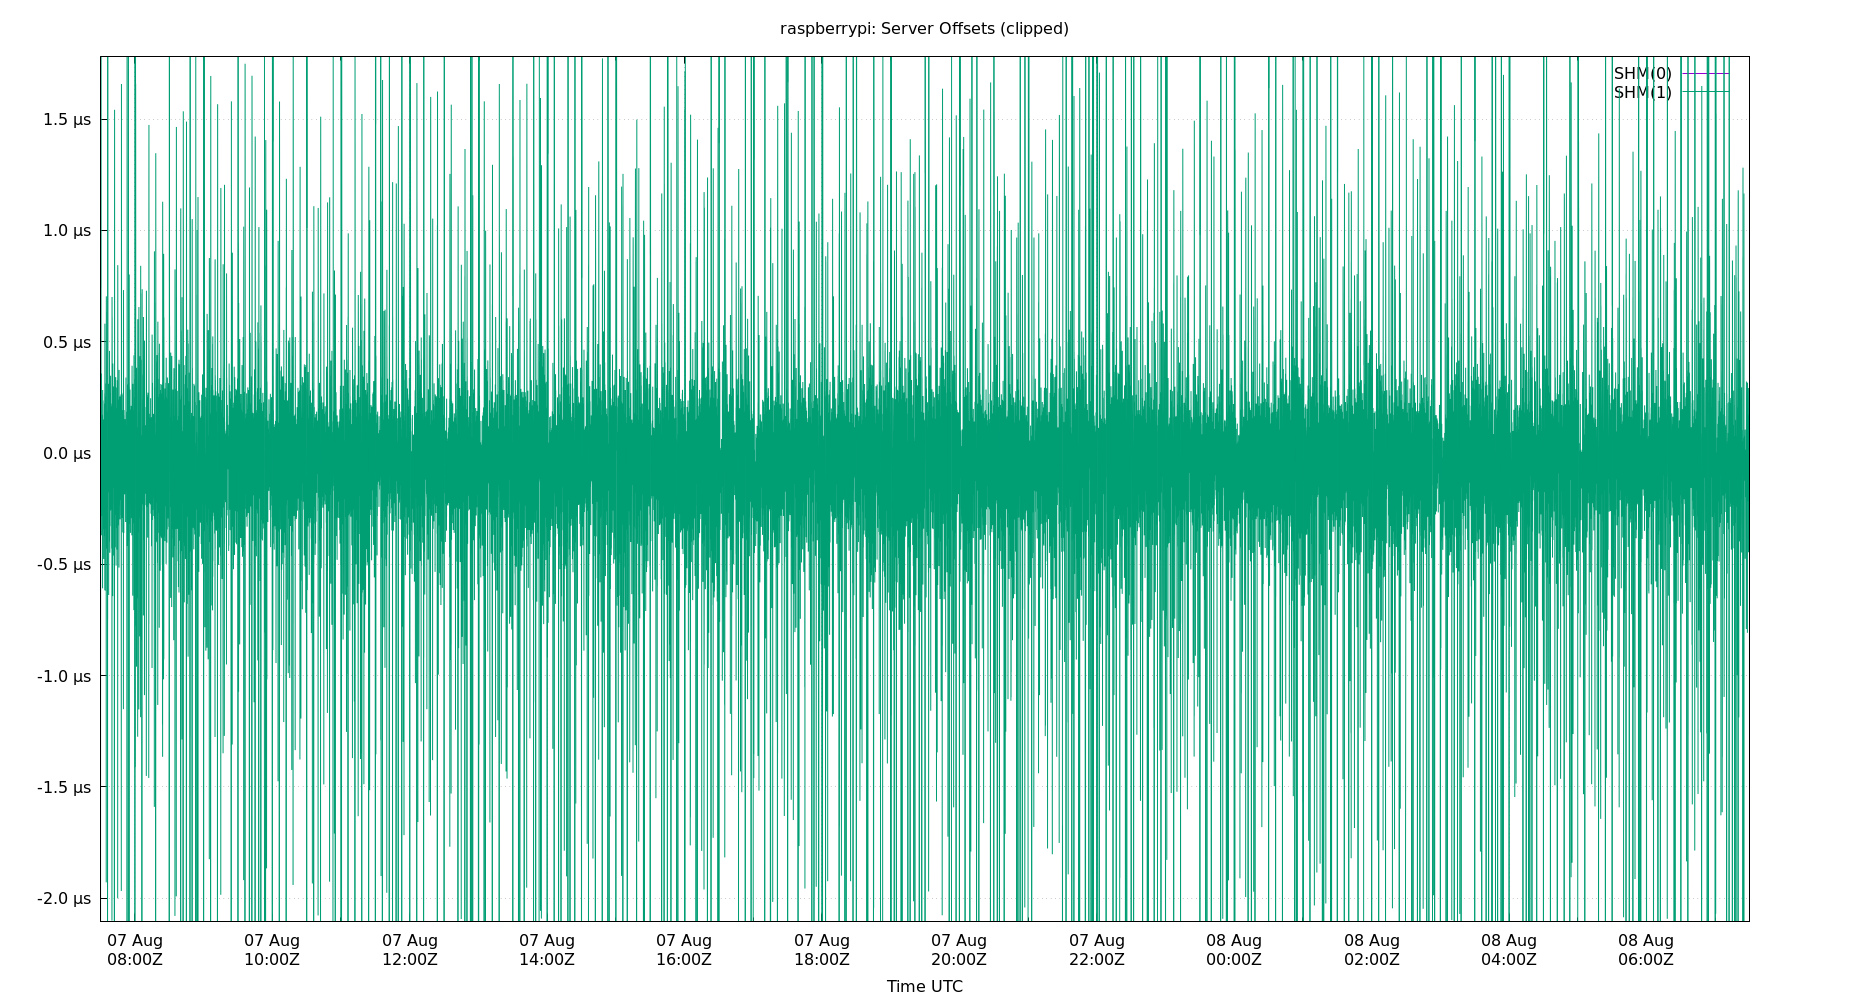 raspberrypi: Server Offsets (clipped)
SHM(0)
SHM(1)
1.5 µs
1.0 µs
0.5 µs
0.0 µs
-0.5 µs
-1.0 µs
-1.5 µs
-2.0 µs
07 Aug 07 Aug 07 Aug 07 Aug 07 Aug 07 Aug 07 Aug 07 Aug 08 Aug 08 Aug 08 Aug 08 Aug
08:00Z 10:00Z 12:00Z 14:00Z 16:00Z 18:00Z 20:00Z 22:00Z 00:00Z 02:00Z 04:00Z 06:00Z
Time UTC